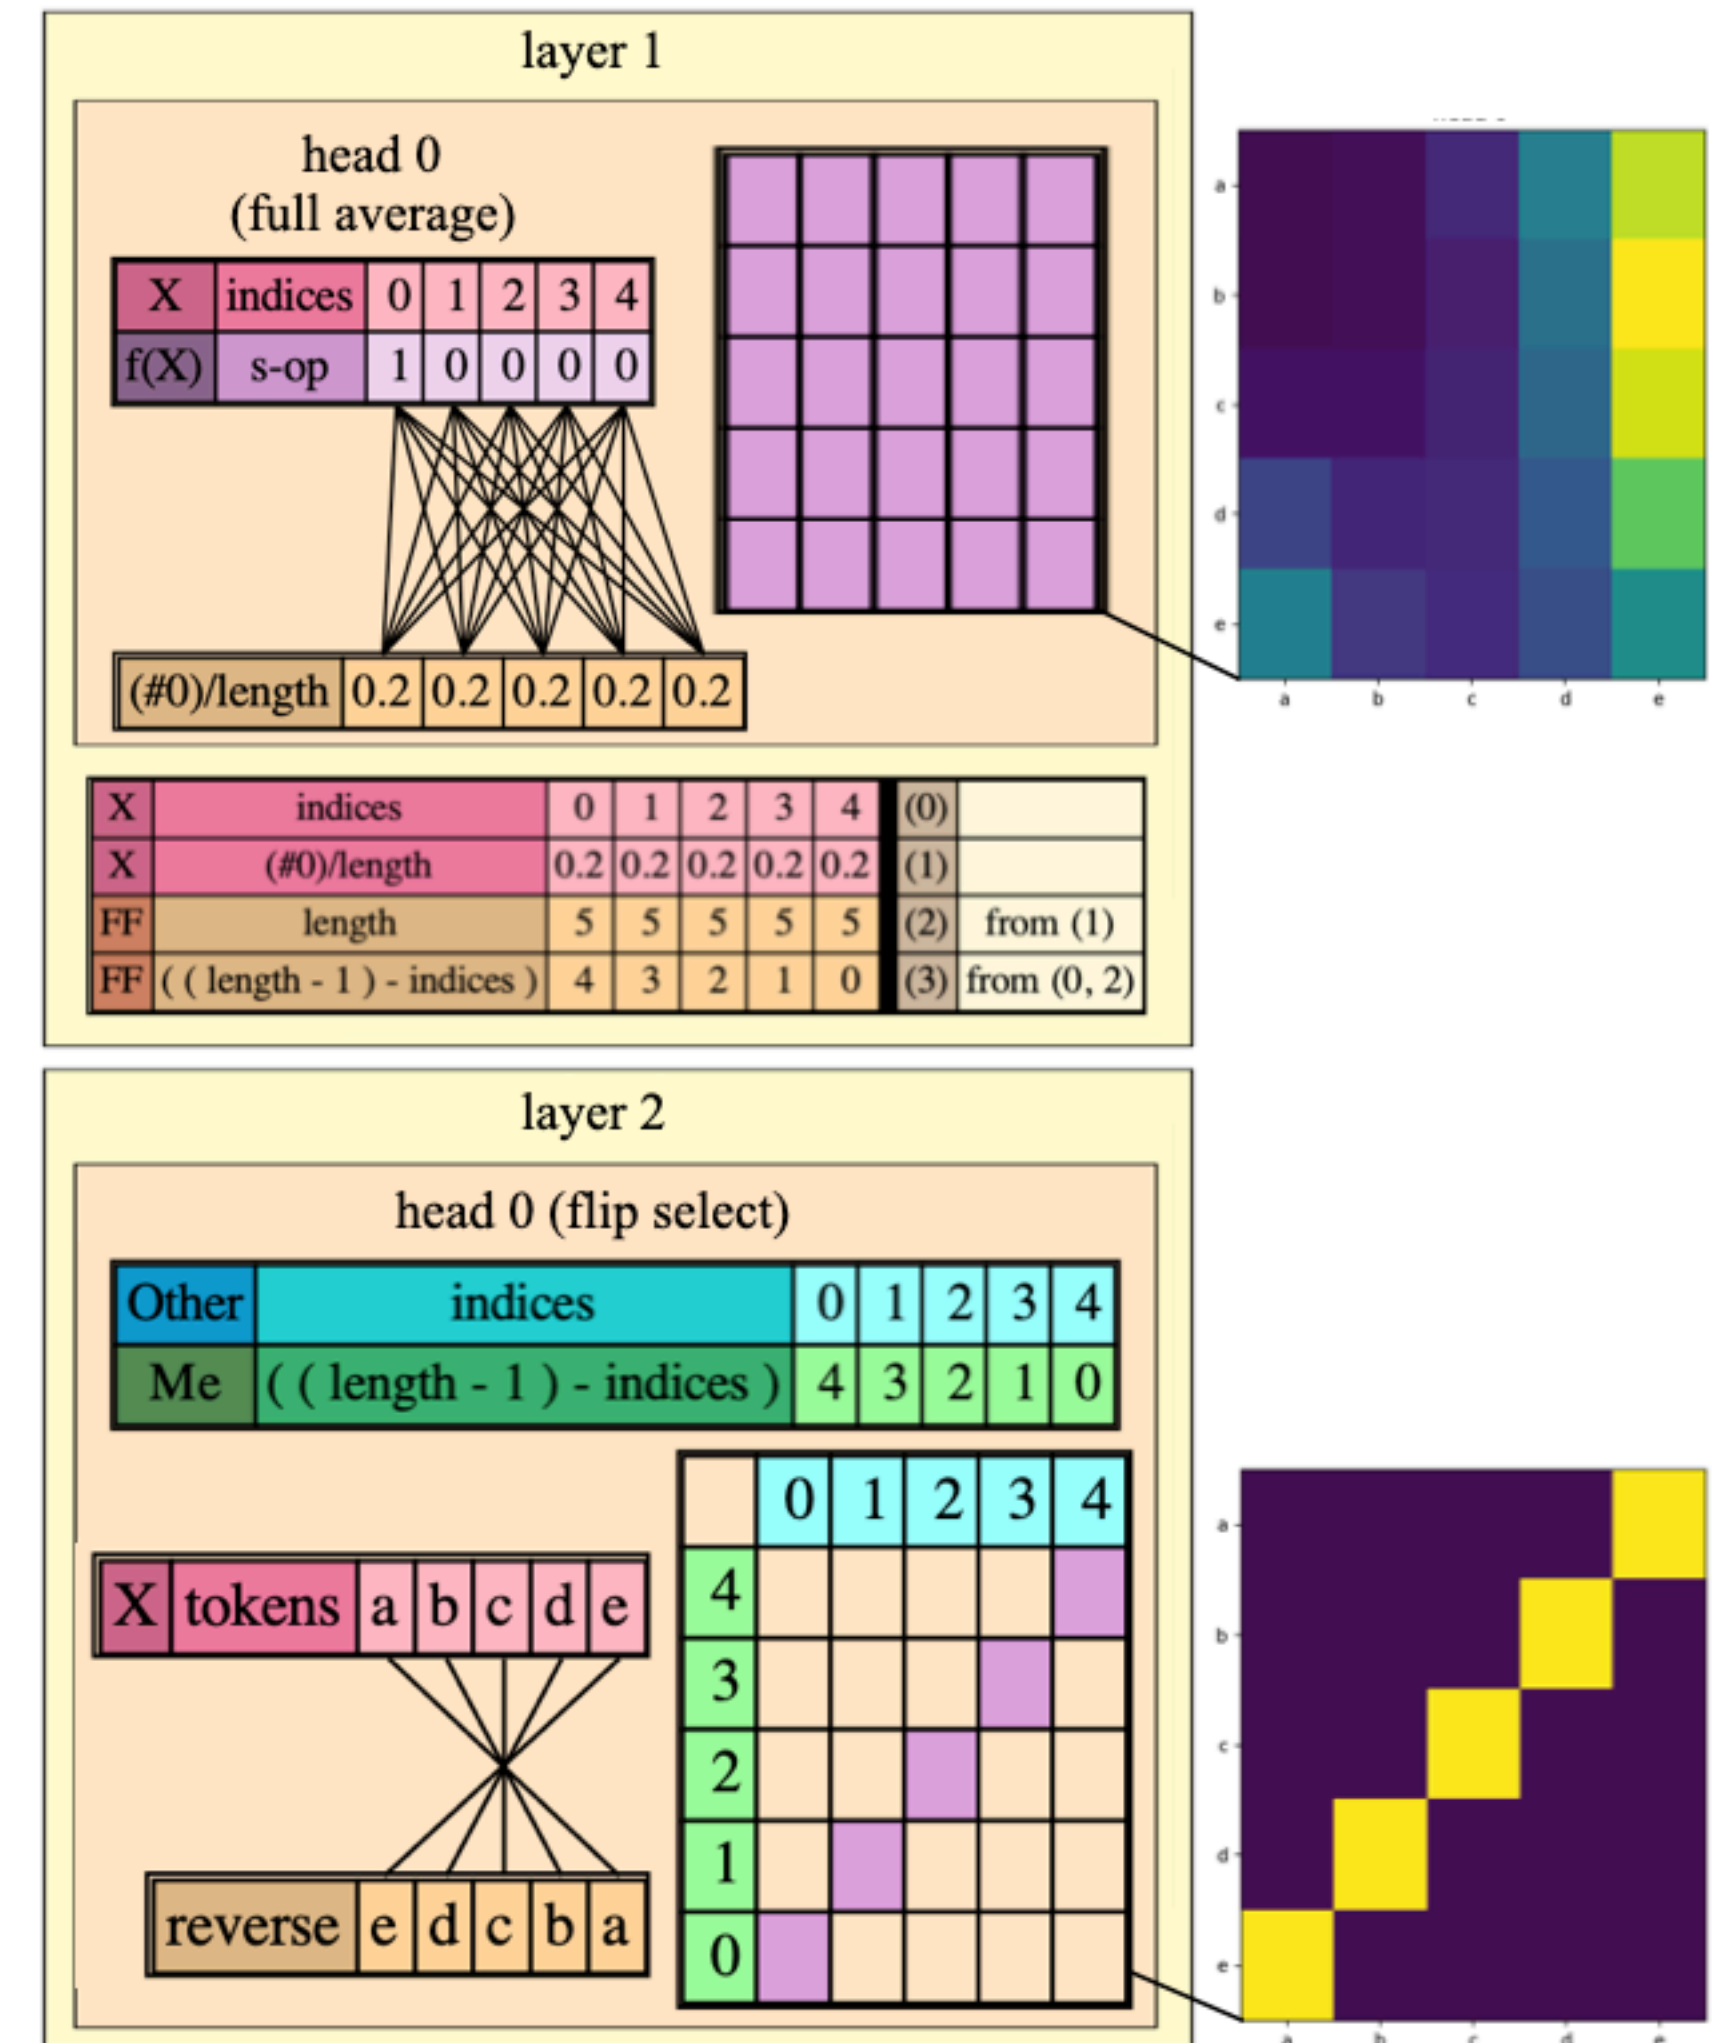 layer 1
head 0
(full average)
X indices 0 1 2 3 4
f(X) s-op 1 0 0 0 0
(#0)/length 0.2 0.2 0.2 0.2 0.2
a
b
c
d
e
a b c d e
X indices 0 1 2 3 4 (0)
X (#0)/length 0.2 0.2 0.2 0.2 0.2 (1)
FF length 5 5 5 5 5 (2) from (1)
FF ( ( length - 1 ) - indices ) 4 3 2 1 0 (3) from (0, 2)
layer 2
head 0 (flip select)
Other indices 0 1 2 3 4
Me ( ( length - 1 ) - indices ) 4 3 2 1 0
X tokens a b c d e
reverse e d c b a
0 1 2 3 4
4
3
2
1
0
a
b
c
d
e